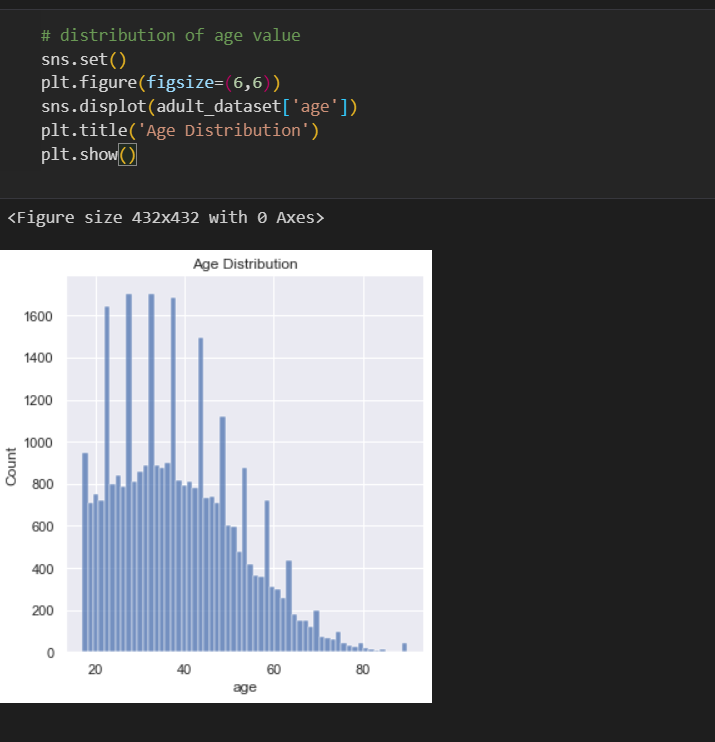 # distribution of age value
sns.set()
plt.figure(figsize=(6,6))
sns.displot(adult_dataset['age'])
plt.title('Age Distribution')
plt.show()
<Figure size 432x432 with 0 Axes>
Age Distribution
1600
1400
1200
1000
800
600
400
200
0
Count
20 40 60 80
age